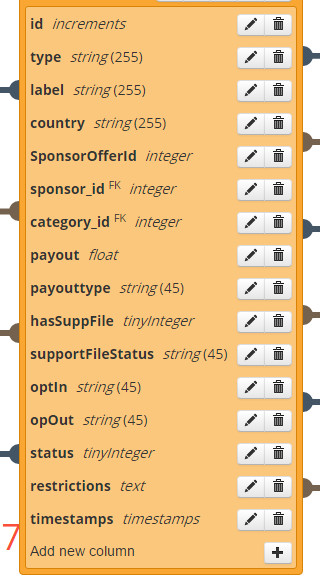 id increments
type string (255)
label string (255)
country string (255)
SponsorOfferId integer
sponsor_id FK integer
category_id FK integer
payout float
payouttype string (45)
hasSuppFile tinyInteger
supportFileStatus string (45)
optIn string (45)
opOut string (45)
status tinyInteger
restrictions text
timestamps timestamps
7
Add new column